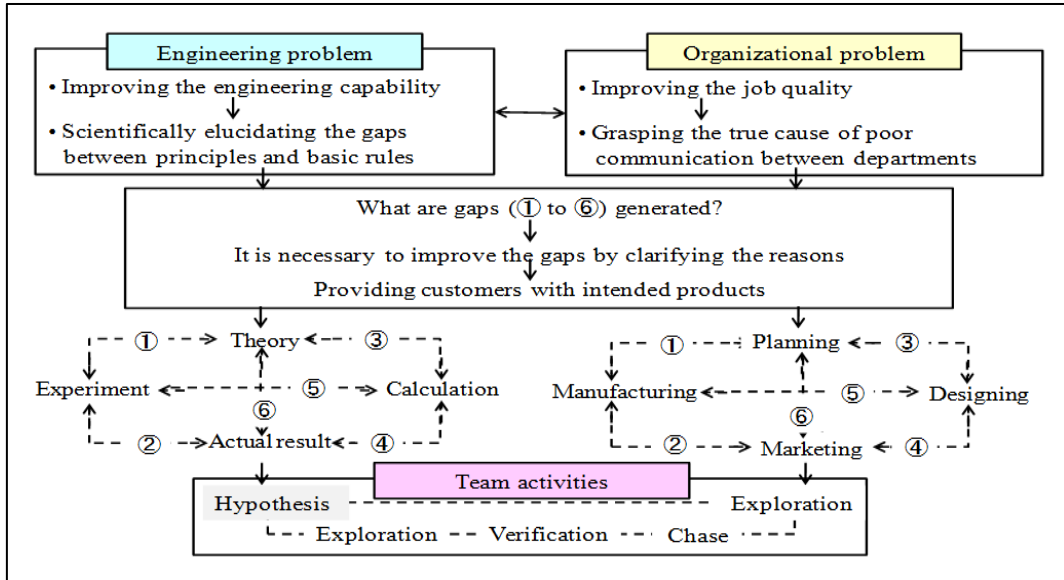 Engineering problem
• Improving the engineering capability
• Scientifically elucidating the gaps
between principles and basic rules
Organizational problem
• Improving the job quality
• Grasping the true cause of poor
communication between departments
What are gaps (① to ⑥) generated?
It is necessary to improve the gaps by clarifying the reasons
Providing customers with intended products
① Theory ③
Experiment ⑤ Calculation
⑥
② Actual result ④
① Planning ③
Manufacturing ⑤ Designing
⑥
② Marketing ④
Team activities
Hypothesis Exploration
Exploration Verification Chase